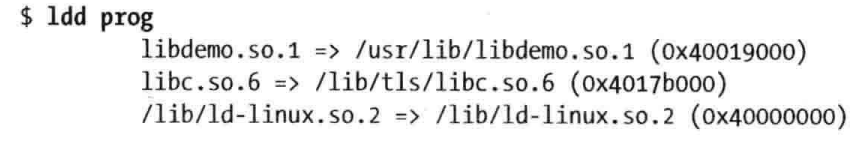 $ ldd prog
libdemo.so.1 => /usr/lib/libdemo.so.1 (0x40019000)
libc.so.6 => /lib/tls/libc.so.6 (0x4017b000)
/lib/ld-linux.so.2 => /lib/ld-linux.so.2 (0x40000000)